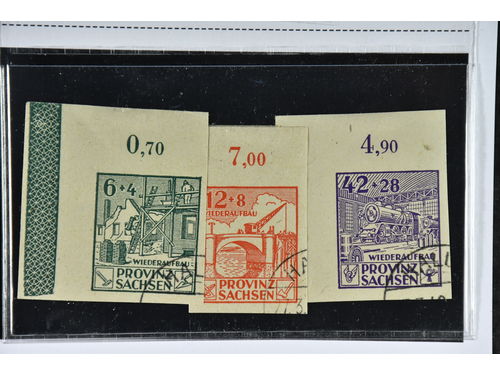 0,70
6+4
WIEDERAUFBAU
PROVINZ
SACHSEN
7,00
12+8
WIEDERAUFBAU
PROVINZ
SACHSEN
4,90
42+28
WIEDERAUFBAU
PROVINZ
SACHSEN